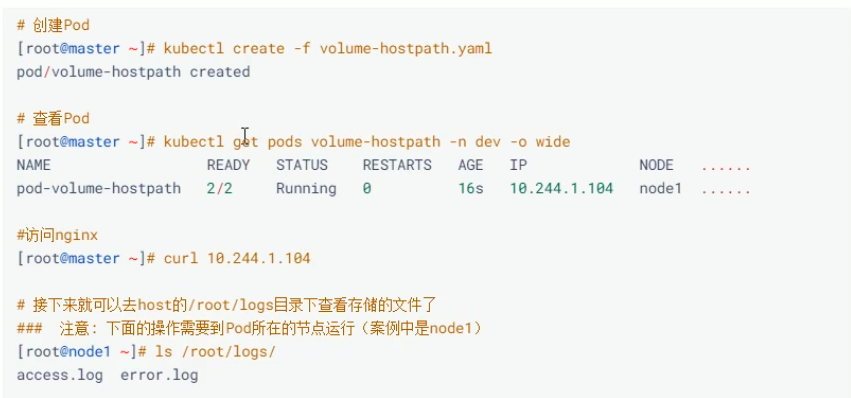 # 创建Pod
[root@master ~]# kubectl create -f volume-hostpath.yaml
pod/volume-hostpath created
# 查看Pod
[root@master ~]# kubectl get pods volume-hostpath -n dev -o wide
NAME READY STATUS RESTARTS AGE IP NODE ......
pod-volume-hostpath 2/2 Running 0 16s 10.244.1.104 node1 ......
#访问nginx
[root@master ~]# curl 10.244.1.104
# 接下来就可以去host的/root/logs目录下查看存储的文件了
### 注意: 下面的操作需要到Pod所在的节点运行（案例中是node1）
[root@node1 ~]# ls /root/logs/
access.log error.log